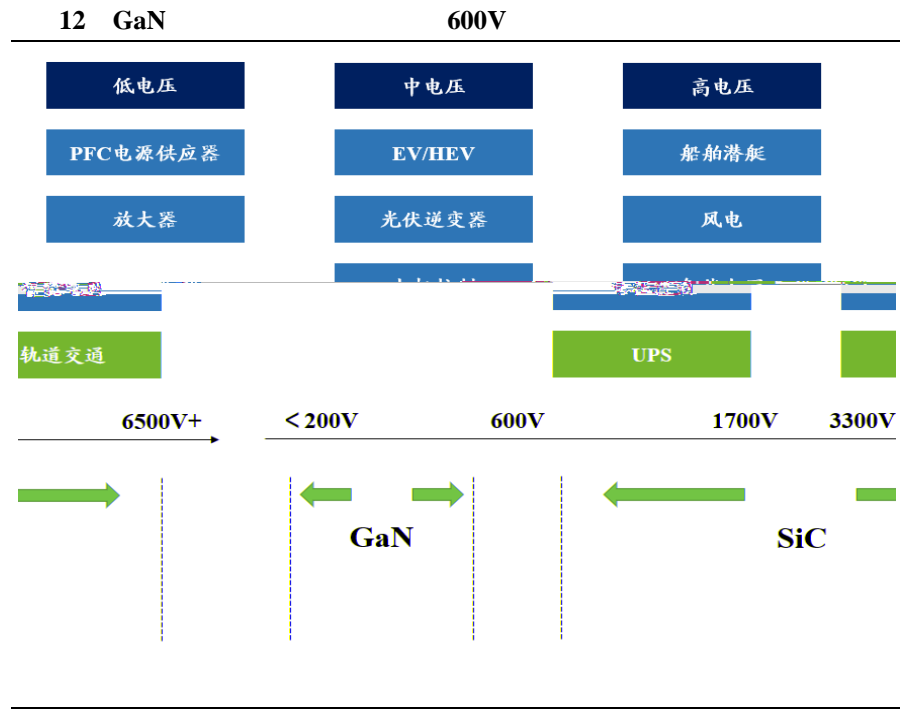 12 GaN 600V
低电压 中电压 高电压
PFC电源供应器 EV/HEV 船舶潜艇
放大器 光伏逆变器 风电
轨道交通 UPS
6500V+ <200V 600V 1700V 3300V
GaN SiC